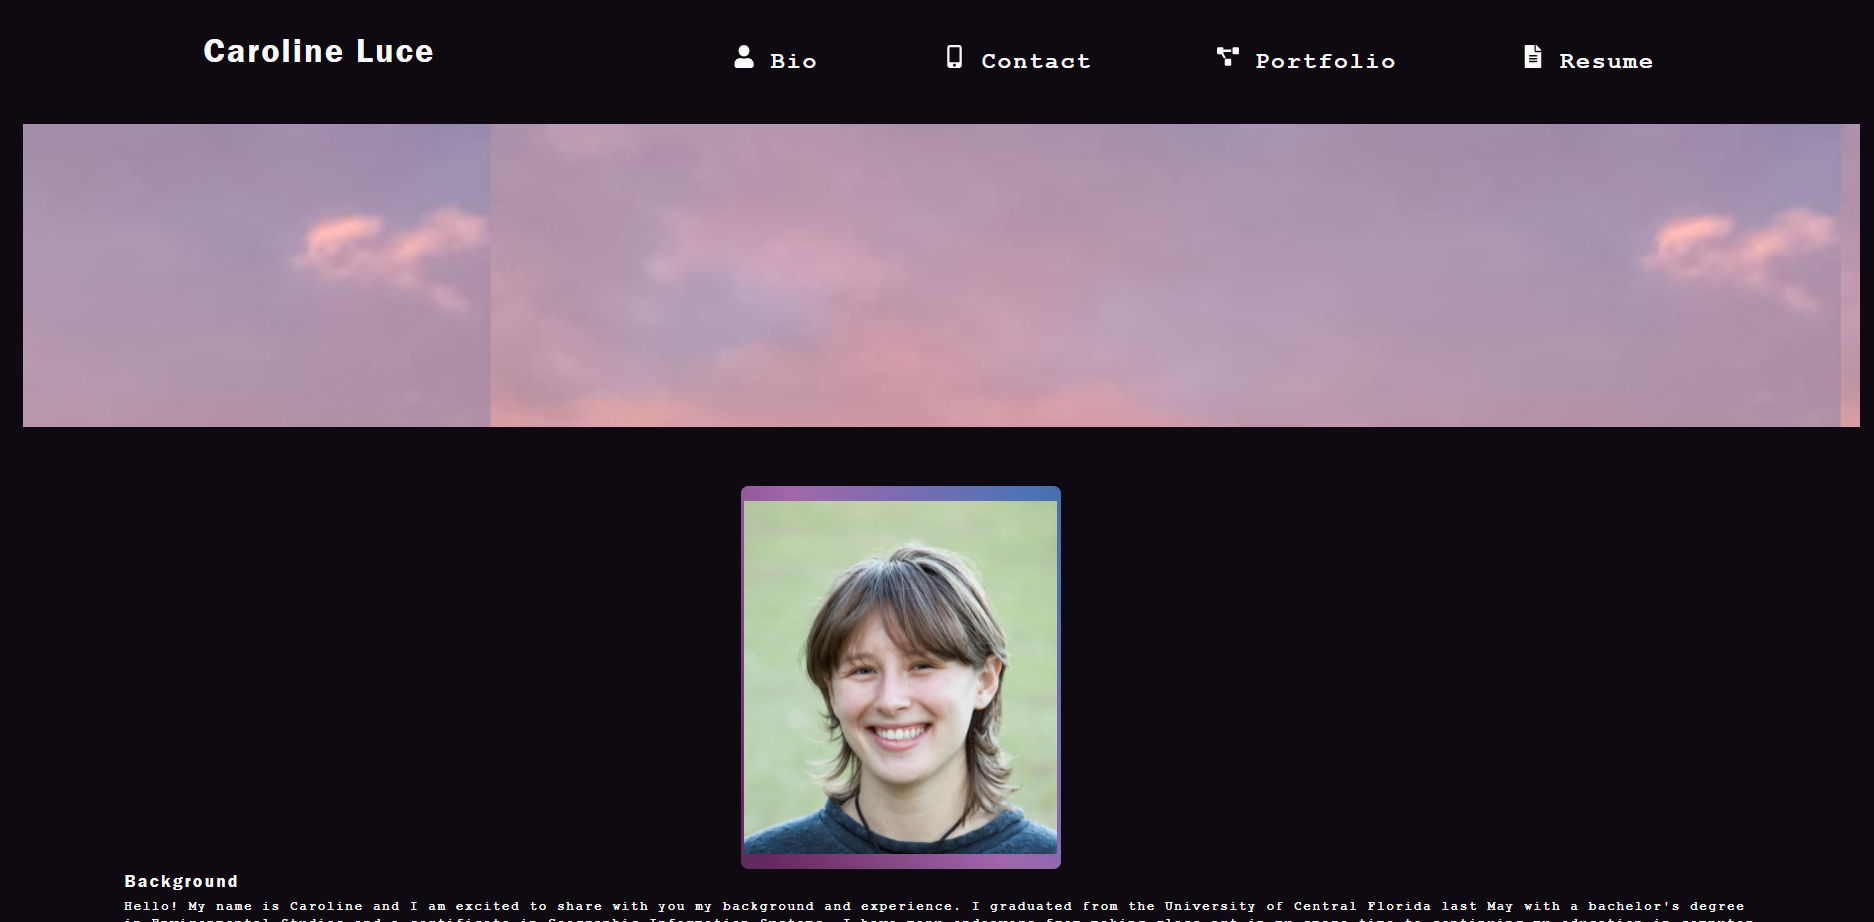 Caroline Luce
Bio
Contact
Portfolio
Resume
Background
Hello! My name is Caroline and I am excited to share with you my background and experience. I graduated from the University of Central Florida last May with a bachelor's degree